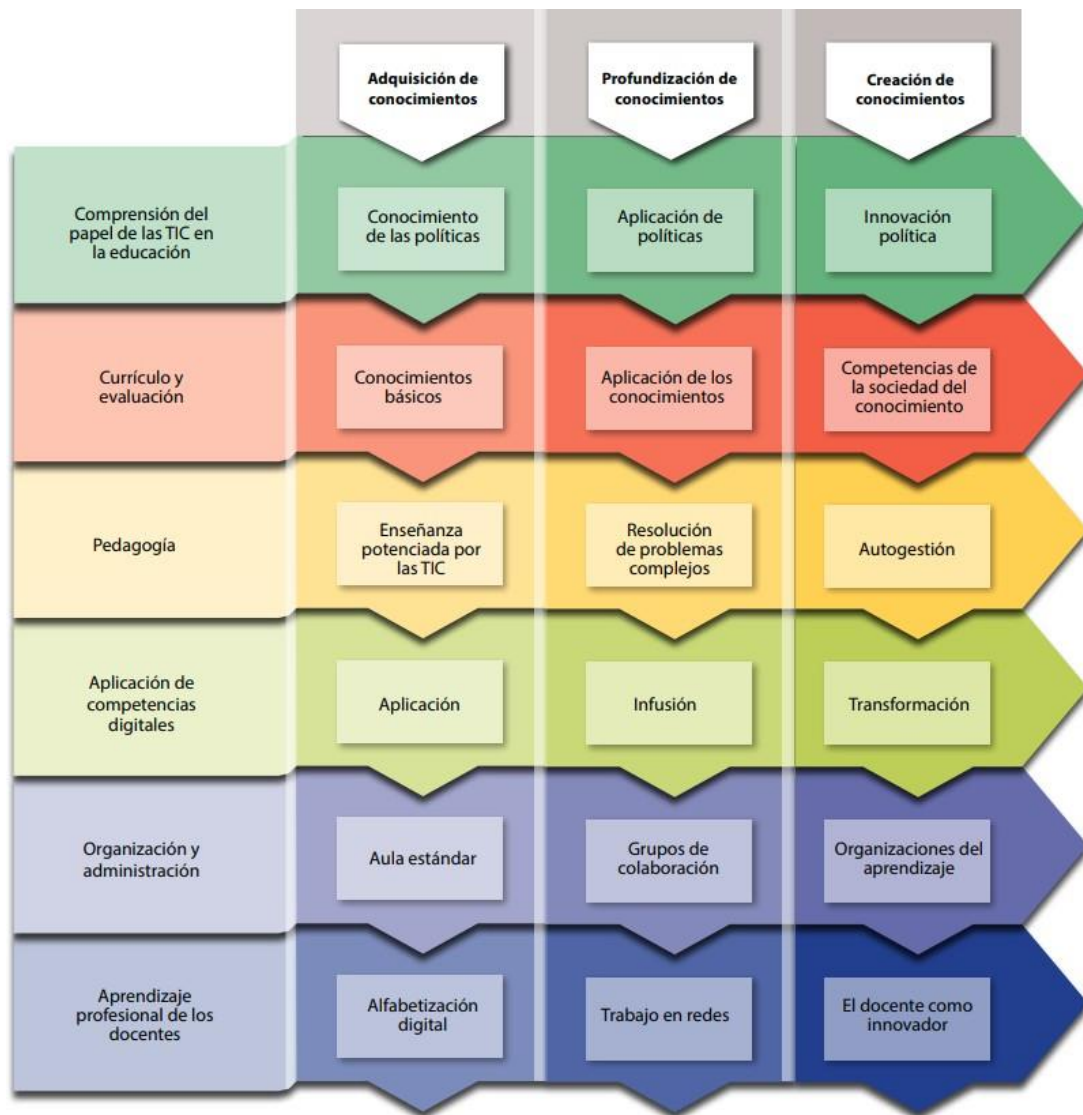 Adquisición de
conocimientos
Profundización de
conocimientos
Creación de
conocimientos
Comprensión del
papel de las TIC en
la educación
Conocimiento
de las políticas
Aplicación de
políticas
Innovación
política
Currículo y
evaluación
Conocimientos
básicos
Aplicación de los
conocimientos
Competencias de
la sociedad del
conocimiento
Pedagogía
Enseñanza
potenciada por
las TIC
Resolución
de problemas
complejos
Autogestión
Aplicación de
competencias
digitales
Aplicación
Infusión
Transformación
Organización y
administración
Aula estándar
Grupos de
colaboración
Organizaciones del
aprendizaje
Aprendizaje
profesional de los
docentes
Alfabetización
digital
Trabajo en redes
El docente como
innovador